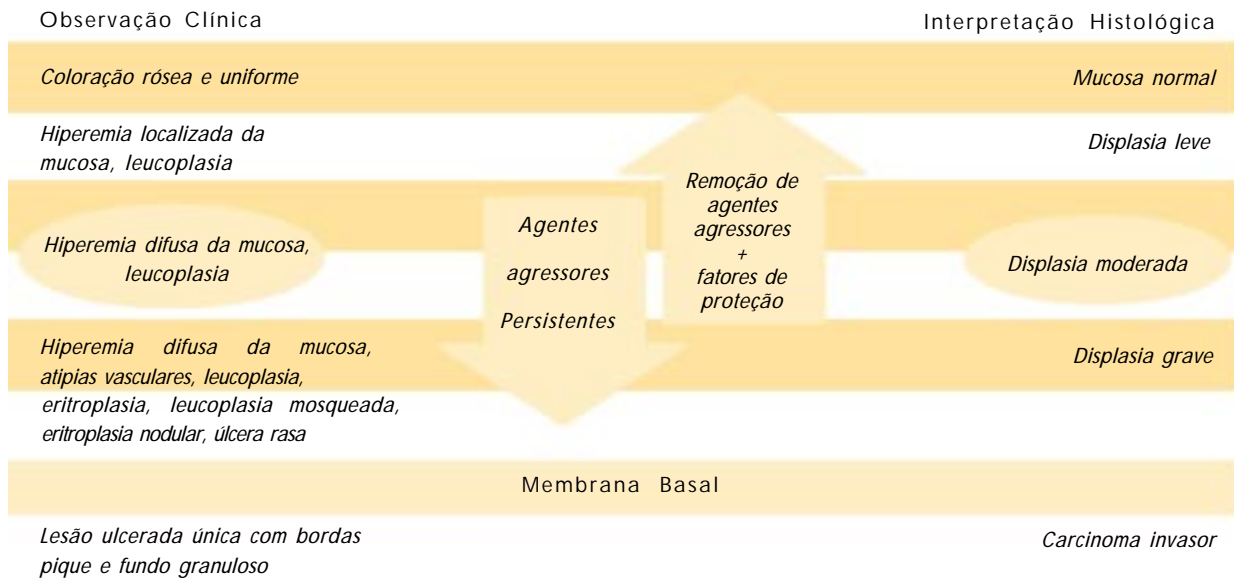 Observação Clínica
Interpretação Histológica
Coloração rósea e uniforme
Mucosa normal
Hiperemia localizada da
mucosa, leucoplasia
Displasia leve
Hiperemia difusa da mucosa,
leucoplasia
Agentes
agressores
Persistentes
Remoção de
agentes
agressores
+
fatores de
proteção
Displasia moderada
Hiperemia difusa da mucosa,
atipias vasculares, leucoplasia,
eritroplasia, leucoplasia mosqueada,
eritroplasia nodular, úlcera rasa
Displasia grave
Membrana Basal
Lesão ulcerada única com bordas
pique e fundo granuloso
Carcinoma invasor